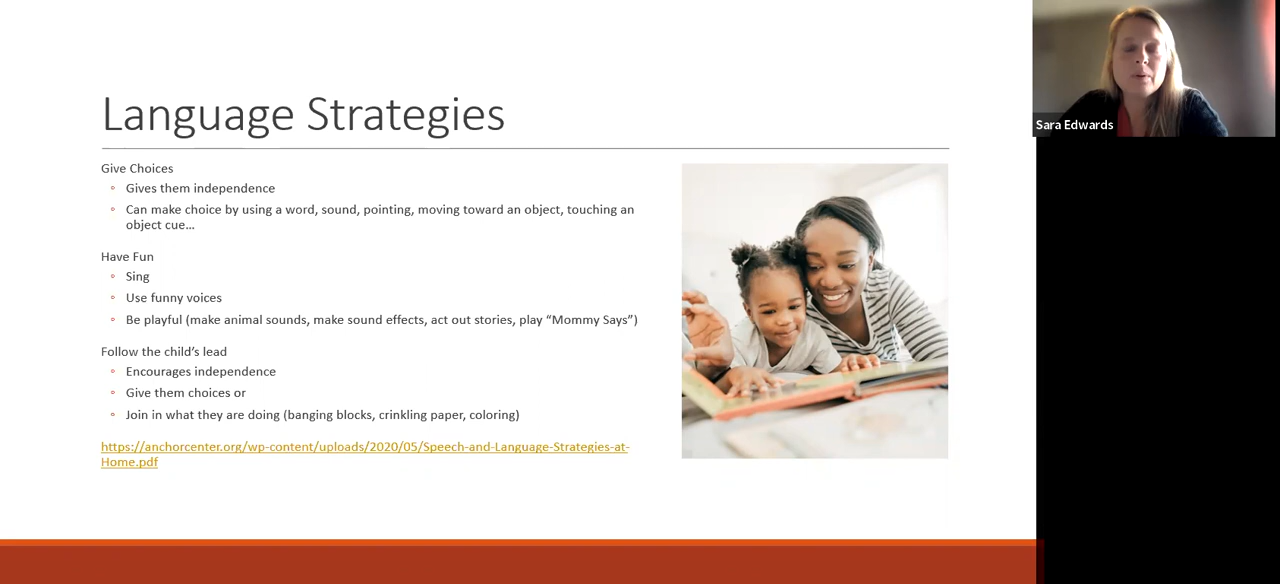 Language Strategies
Give Choices
◦ Gives them independence
◦ Can make choice by using a word, sound, pointing, moving toward an object, touching an
object cue…
Have Fun
◦ Sing
◦ Use funny voices
◦ Be playful (make animal sounds, make sound effects, act out stories, play “Mommy Says”)
Follow the child’s lead
◦ Encourages independence
◦ Give them choices or
◦ Join in what they are doing (banging blocks, crinkling paper, coloring)
https://anchorcenter.org/wp-content/uploads/2020/05/Speech-and-Language-Strategies-at-
Home.pdf
Sara Edwards